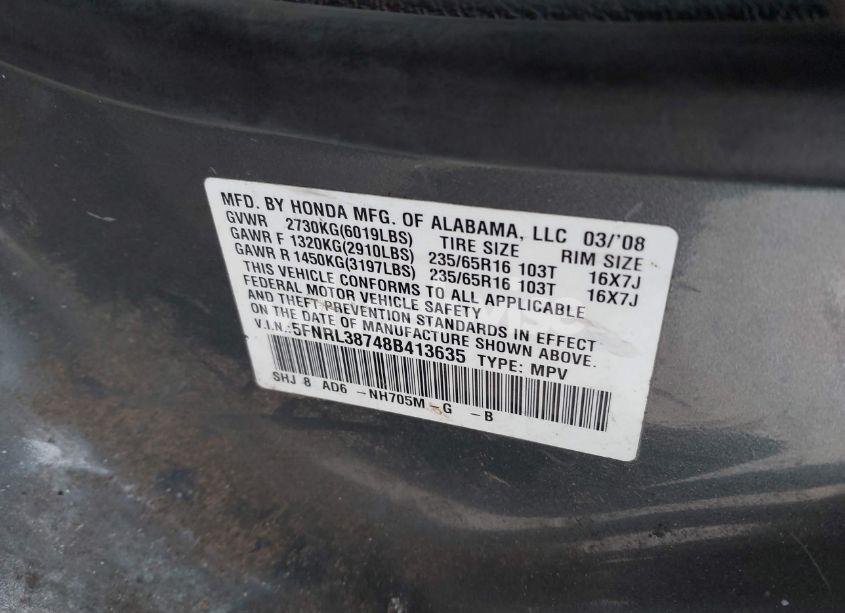 MFD. BY HONDA MFG. OF ALABAMA, LLC 03/'08
GVWR 2730KG(6019LBS) TIRE SIZE RIM SIZE
GAWR F 1320KG(2910LBS) 235/65R16 103T 16X7J
GAWR R 1450KG(3197LBS) 235/65R16 103T 16X7J
THIS VEHICLE CONFORMS TO ALL APPLICABLE
FEDERAL MOTOR VEHICLE SAFETY
AND THEFT PREVENTION STANDARDS IN EFFECT
ON THE DATE OF MANUFACTURE SHOWN ABOVE.
V.I.N.:5FNRL38748B413635 TYPE: MPV
SHJ 8 AD6 -NH705M -G -B